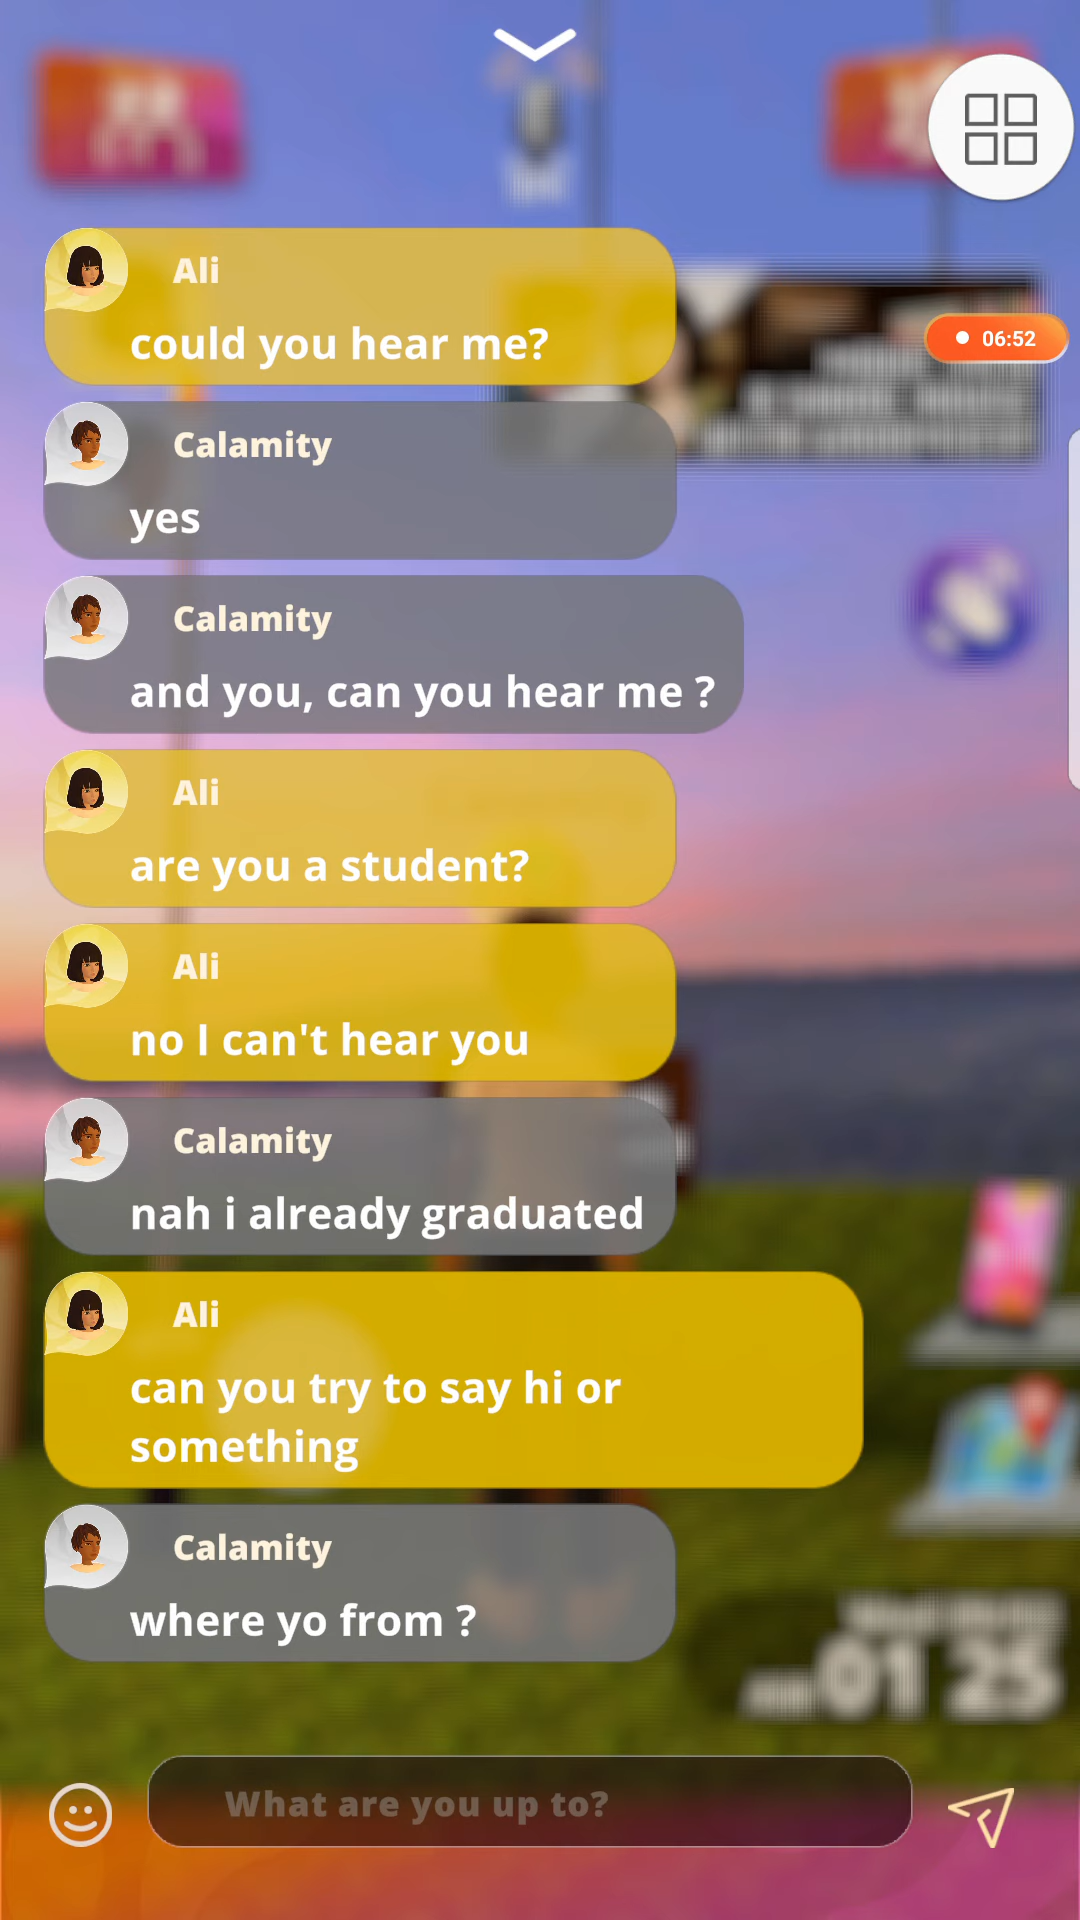 06:52
Ali
could you hear me?
Calamity
yes
Calamity
and you, can you hear me ?
Ali
are you a student?
Ali
no I can't hear you
Calamity
nah i already graduated
Ali
can you try to say hi or
something
Calamity
where yo from ?
01 25
What are you up to?